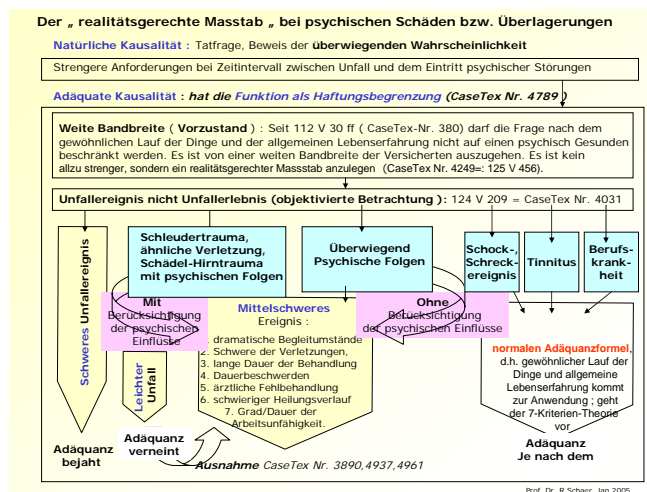 Der „ realitätsgerechte Masstab „ bei psychischen Schäden bzw. Überlagerungen
Natürliche Kausalität : Tatfrage, Beweis der überwiegenden Wahrscheinlichkeit
Strengere Anforderungen bei Zeitintervall zwischen Unfall und dem Eintritt psychischer Störungen
Adäquate Kausalität : hat die Funktion als Haftungsbegrenzung (CaseTex Nr. 4789 )
Weite Bandbreite ( Vorzustand ) : Seit 112 V 30 ff ( CaseTex-Nr. 380) darf die Frage nach dem
gewöhnlichen Lauf der Dinge und der allgemeinen Lebenserfahrung nicht auf einen psychisch Gesunden
beschränkt werden. Es ist von einer weiten Bandbreite der Versicherten auszugehen. Es ist kein
allzu strenger, sondern ein realitätsgerechter Massstab anzulegen (CaseTex Nr. 4249=: 125 V 456).
Unfallereignis nicht Unfallerlebnis (objektivierte Betrachtung ): 124 V 209 = CaseTex Nr. 4031
Schweres Unfallereignis
Schleudertrauma,
ähnliche Verletzung,
Schädel-Hirntrauma
mit psychischen Folgen
Überwiegend
Psychische Folgen
Schock-,
Schreck-
ereignis
Tinnitus
Berufs-
krank-
heit
Mit
Berücksichtigung
der psychischen
Einflüsse
Ohne
Berücksichtigung
der psychischen Einflüsse
Leichter
Unfall
Mittelschweres
Ereignis :
dramatische Begleitumstände
2. Schwere der Verletzungen,
3. lange Dauer der Behandlung
4. Dauerbeschwerden
5. ärztliche Fehlbehandlung
6. schwieriger Heilungsverlauf
7. Grad/Dauer der
Arbeitsunfähigkeit.
normalen Adäquanzformel,
d.h. gewöhnlicher Lauf der
Dinge und allgemeine
Lebenserfahrung kommt
zur Anwendung ; geht
der 7-Kriterien-Theorie
vor
Adäquanz
bejaht
Adäquanz
verneint
Adäquanz
Je nach dem
Ausnahme CaseTex Nr. 3890,4937,4961
Prof. Dr. R.Schaer, Jan 2005